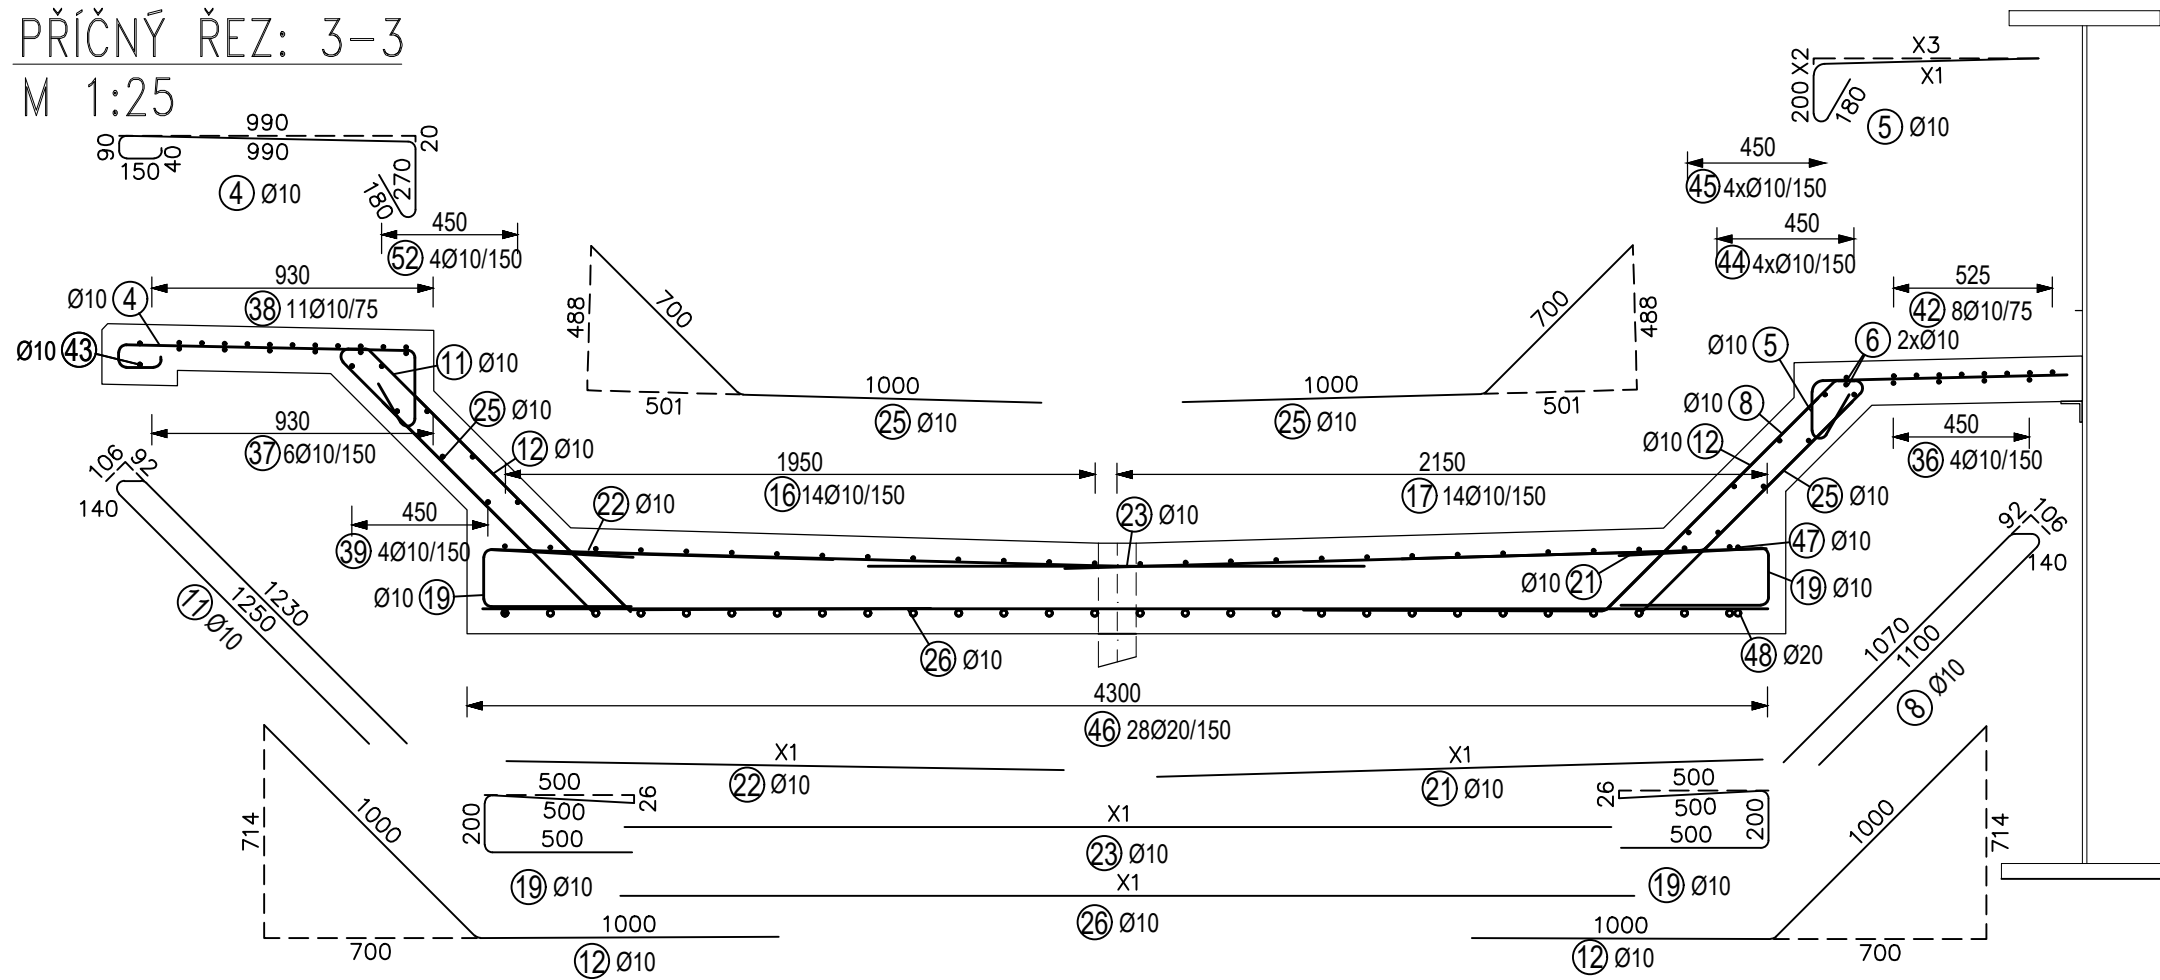 PŘÍČNÝ ŘEZ: 3-3
M 1:25
990
990
90
150
40
20
270
180
4 Ø10
X3
X1
200 X2
180
5 Ø10
450
45 4xØ10/150
450
44 4xØ10/150
450
52 4Ø10/150
930
38 11Ø10/75
Ø10 4
Ø10 43
11 Ø10
25 Ø10
12 Ø10
930
37 6Ø10/150
488
700
501
1000
25 Ø10
1000
25 Ø10
700
488
501
525
42 8Ø10/75
Ø10 5
6 2xØ10
Ø10 8
Ø10 12
450
36 4Ø10/150
25 Ø10
1950
16 14Ø10/150
2150
17 14Ø10/150
22 Ø10
23 Ø10
450
39 4Ø10/150
Ø10 19
Ø10 21
47 Ø10
19 Ø10
26 Ø10
48 Ø20
106
92
140
1230
1250
11 Ø10
92
106
140
1070
1100
8 Ø10
4300
46 28Ø20/150
X1
22 Ø10
X1
21 Ø10
500
26
500
200
500
19 Ø10
X1
23 Ø10
500
26
500
200
500
19 Ø10
X1
26 Ø10
714
1000
700
1000
12 Ø10
1000
12 Ø10
1000
714
700